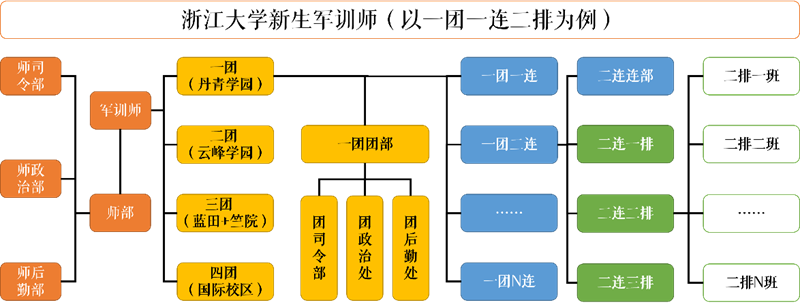 浙江大学新生军训师（以一团一连二排为例）
师司
令部
师政
治部
师后
勤部
军训师
师部
一团
（丹青学园）
二团
（云峰学园）
三团
（蓝田+竺院）
四团
（国际校区）
一团团部
团司令部
团政治处
团后勤处
一团一连
一团二连
……
一团N连
二连连部
二连一排
二连二排
二连三排
二排一班
二排二班
……
二排N班